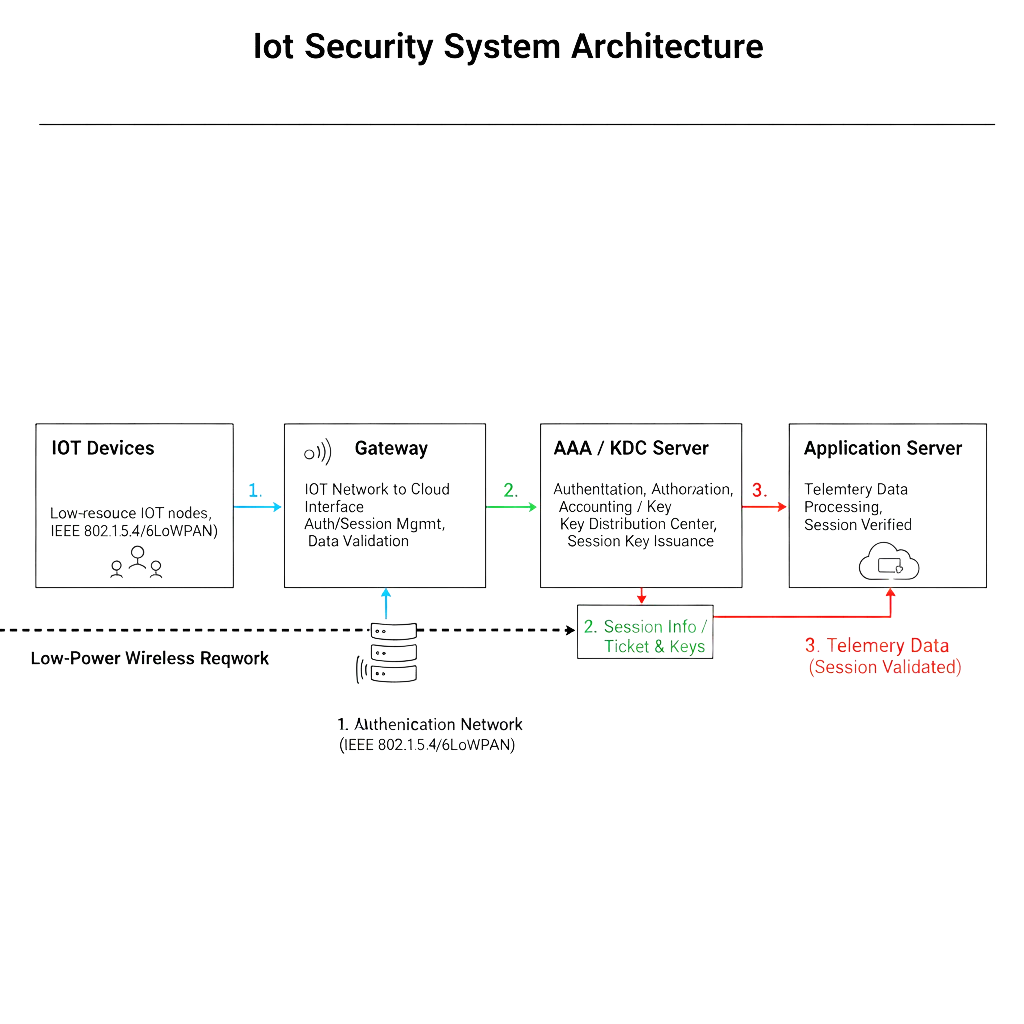 Iot Security System Architecture
IOT Devices
Low-resouce IOT nodes,
IEEE 802.1.5.4/6LoWPAN)
1.
Gateway
IOT Network to Cloud
Interface
Auth/Session Mgmt,
Data Validation
2.
AAA / KDC Server
Authenttation, Athorzation,
Accounting / Key
Key Distribution Center,
Session Key Issuance
3.
Application Server
Telemtery Data
Processing,
Session Verified
Low-Power Wireless Reqwork
1. Authenication Network
(IEEE 802.1.5.4/6LoWPAN)
2. Session Info /
Ticket & Keys
3. Telemery Data
(Session Validated)